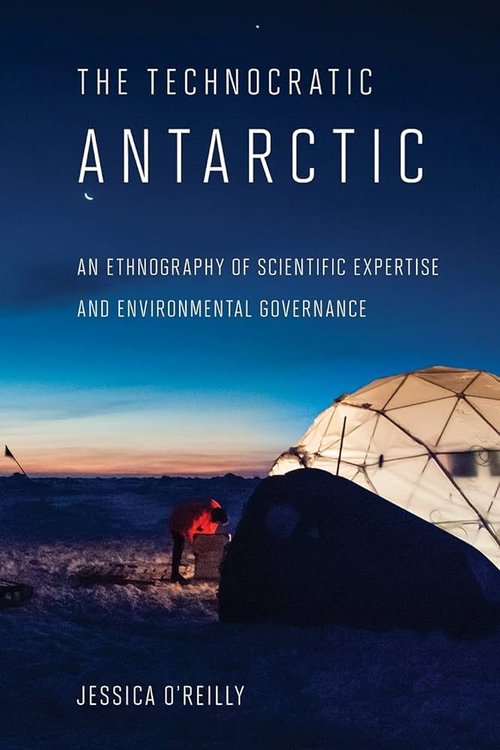 THE TECHNOCRATIC
ANTARCTIC
AN ETHNOGRAPHY OF SCIENTIFIC EXPERTISE
AND ENVIRONMENTAL GOVERNANCE
JESSICA O'REILLY